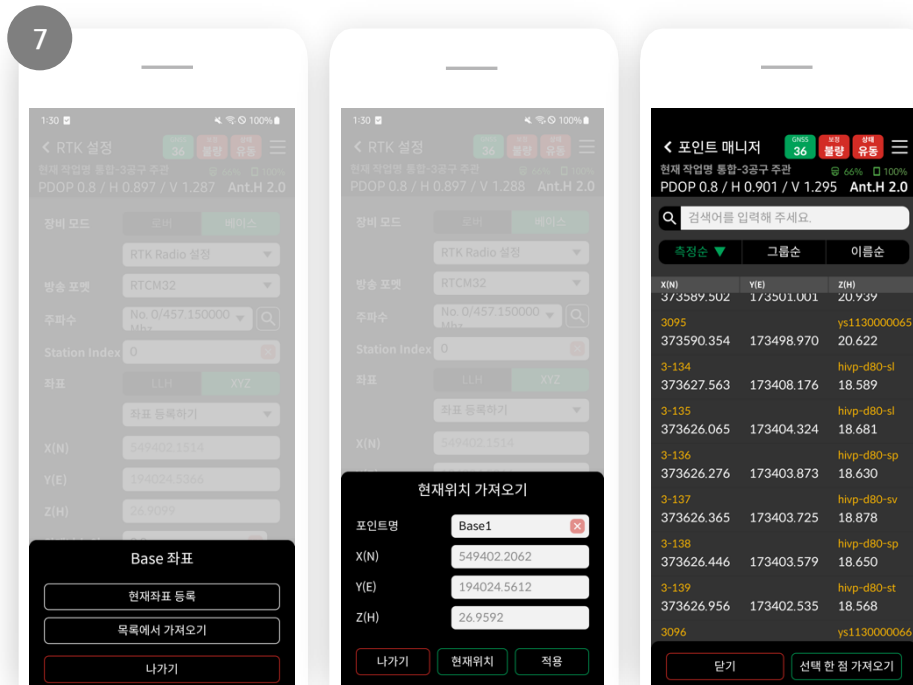 7
1:30 100%
RTK 설정 GNSS 36 보정 불량 상태 유동
현재 작업명 통합-3공구 주관 66% 100%
PDOP 0.8 / H 0.897 / V 1.287 Ant.H 2.0
장비 모드 로버 베이스
RTK Radio 설정
방송 포맷 RTCM32
주파수 No. 0/457.150000 Mhz
Station Index 0
좌표 LLH XYZ
좌표 등록하기
X(N) 549402.1514
Y(E) 194024.5366
Z(H) 26.9099
Base 좌표
현재좌표 등록
목록에서 가져오기
나가기
1:30 100%
RTK 설정 GNSS 36 보정 불량 상태 유동
현재 작업명 통합-3공구 주관 66% 100%
PDOP 0.8 / H 0.897 / V 1.288 Ant.H 2.0
장비 모드 로버 베이스
RTK Radio 설정
방송 포맷 RTCM32
주파수 No. 0/457.150000 Mhz
Station Index 0
좌표 LLH XYZ
좌표 등록하기
X(N) 549402.1514
현재위치 가져오기
포인트명 Base1
X(N) 549402.2062
Y(E) 194024.5612
Z(H) 26.9592
나가기 현재위치 적용
포인트 매니저 GNSS 36 보정 불량 상태 유동
현재 작업명 통합-3공구 주관 66% 100%
PDOP 0.8 / H 0.901 / V 1.295 Ant.H 2.0
검색어를 입력해 주세요.
측정순 ▼ 그룹순 이름순
X(N) Y(E) Z(H)
373589.502 173501.001 20.939
3095 ys1130000065
373590.354 173498.970 20.622
3-134 hivp-d80-sl
373627.563 173408.176 18.589
3-135 hivp-d80-sl
373626.065 173404.324 18.681
3-136 hivp-d80-sp
373626.276 173403.873 18.630
3-137 hivp-d80-sv
373626.365 173403.725 18.878
3-138 hivp-d80-sp
373626.446 173403.579 18.650
3-139 hivp-d80-st
373626.956 173402.535 18.568
3096 ys1130000066
닫기 선택 한 점 가져오기